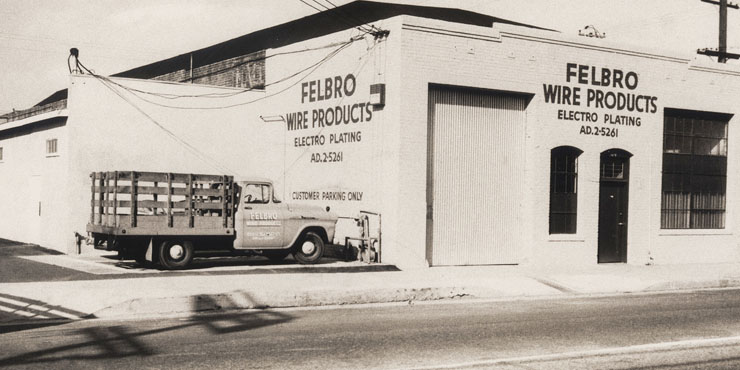 FELBRO
WIRE PRODUCTS
ELECTRO PLATING
AD.2-5261
CUSTOMER PARKING ONLY
FELBRO
FELBRO
WIRE PRODUCTS
ELECTRO PLATING
AD.2-5261